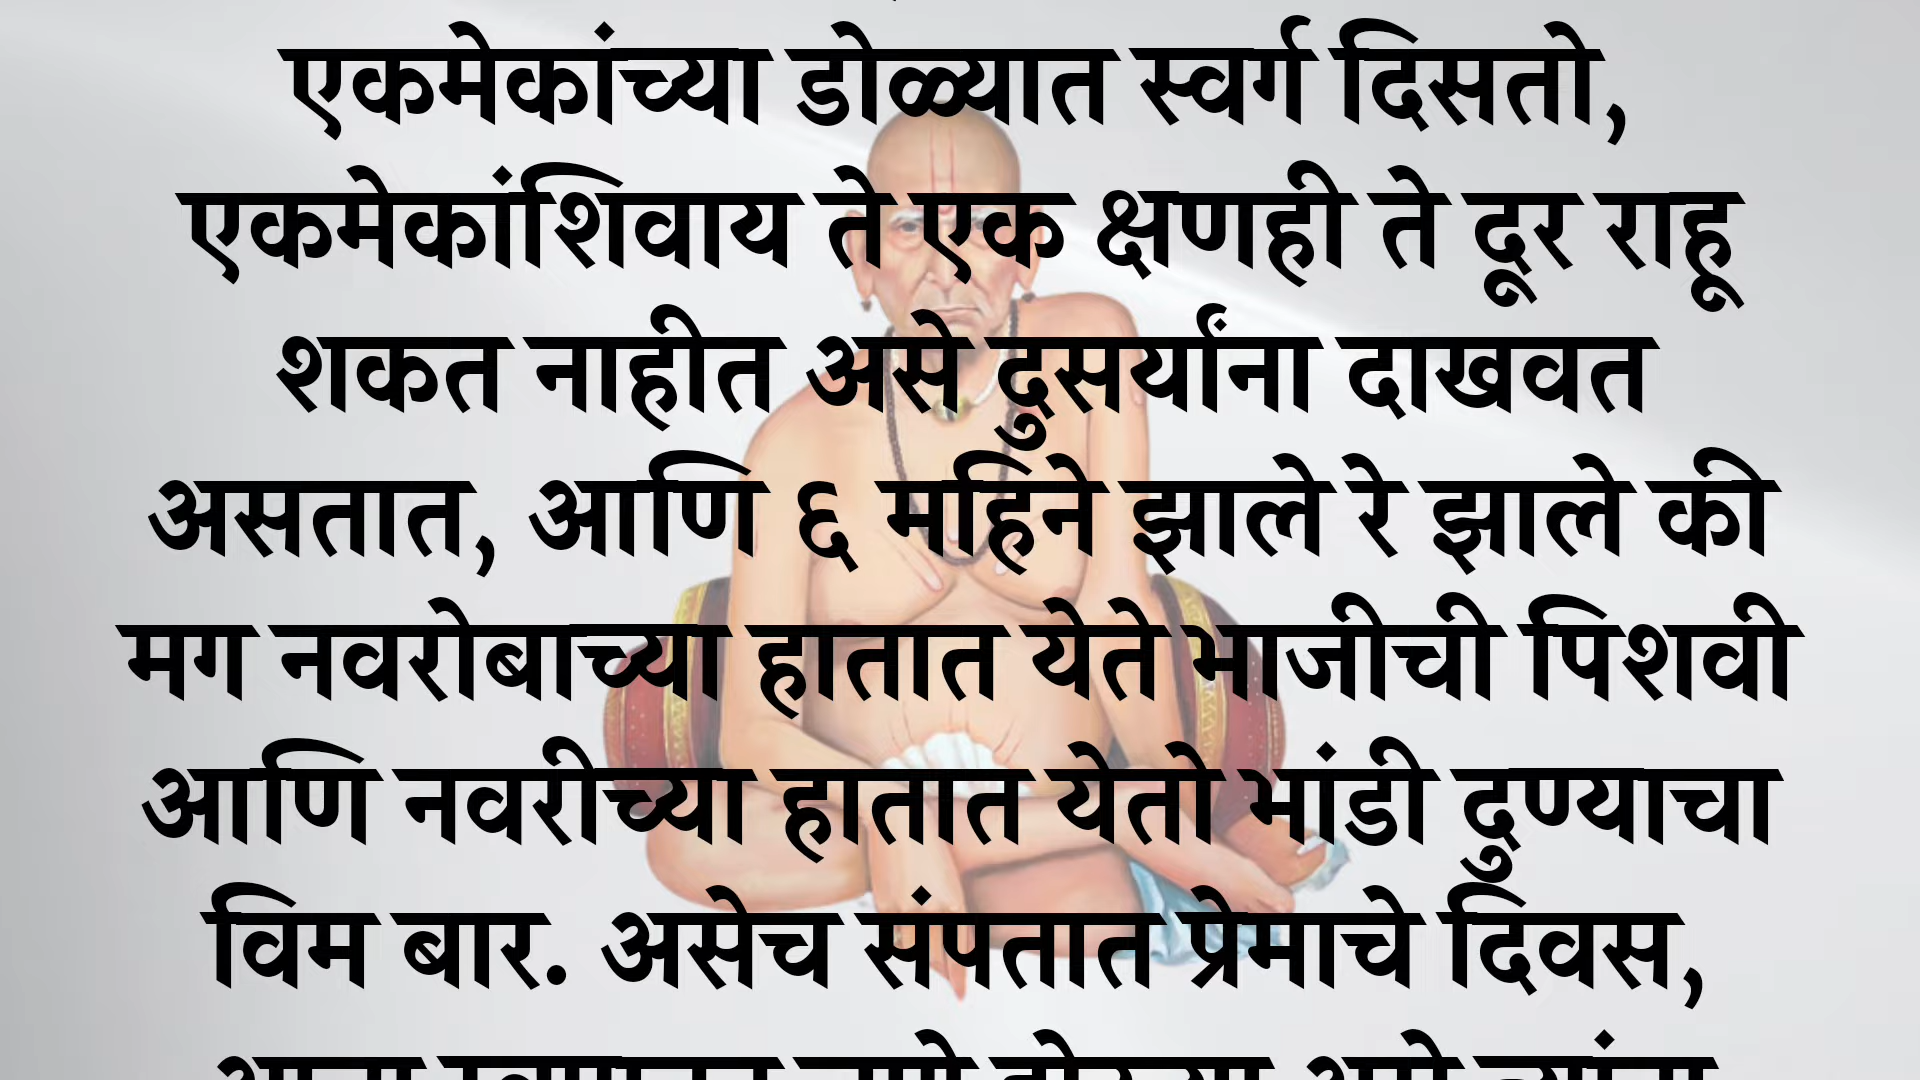 एकमेकांच्या डोळ्यात स्वर्ग दिसतो,
एकमेकांशिवाय ते एक क्षणही ते दूर राहू
शकत नाहीत असे दुसर्यांना दाखवत
असतात, आणि ६ महिने झाले रे झाले की
मग नवरोबाच्या हातात येते भाजीची पिशवी
आणि नवरीच्या हातात येतो भांडी दुण्याचा
विम बार. असेच संपतात प्रेमाचे दिवस,